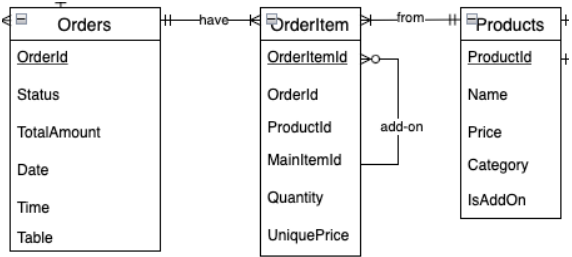 Orders
OrderId
Status
TotalAmount
Date
Time
Table
have
OrderItem
OrderItemId
OrderId
ProductId
MainItemId
Quantity
UniquePrice
add-on
from
Products
ProductId
Name
Price
Category
IsAddOn